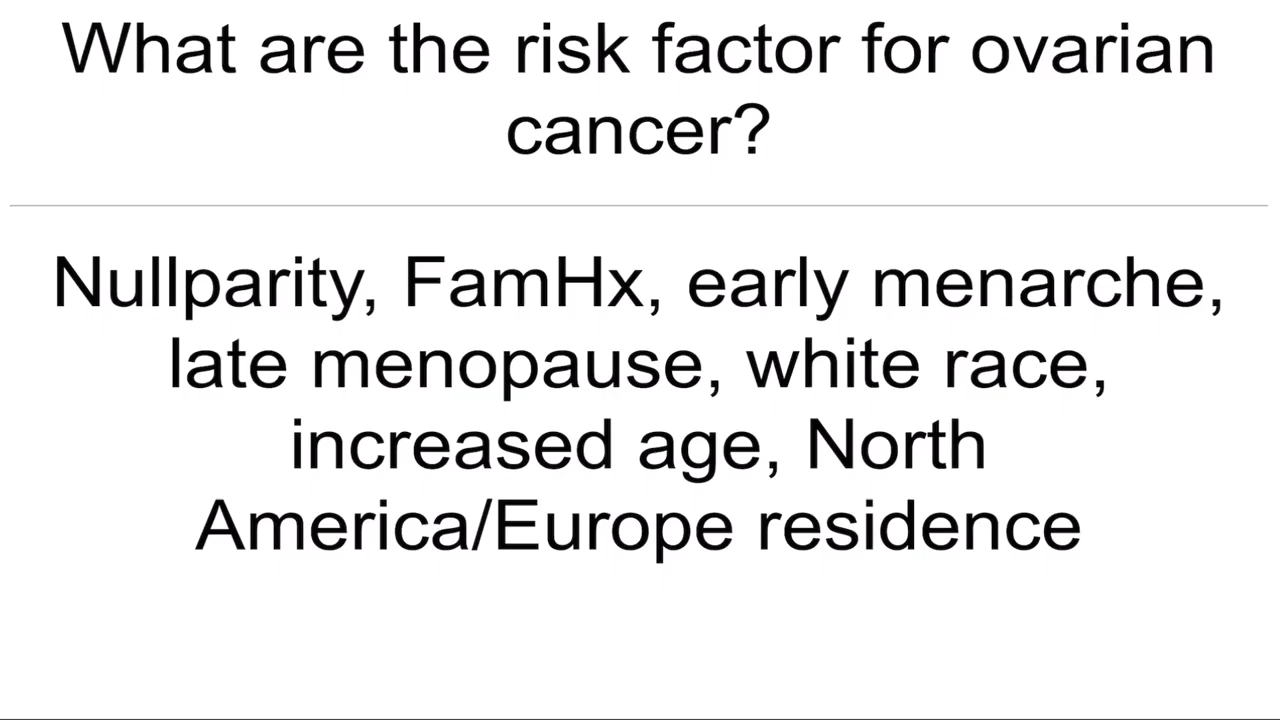 What are the risk factor for ovarian
cancer?
Nullparity, FamHx, early menarche,
late menopause, white race,
increased age, North
America/Europe residence